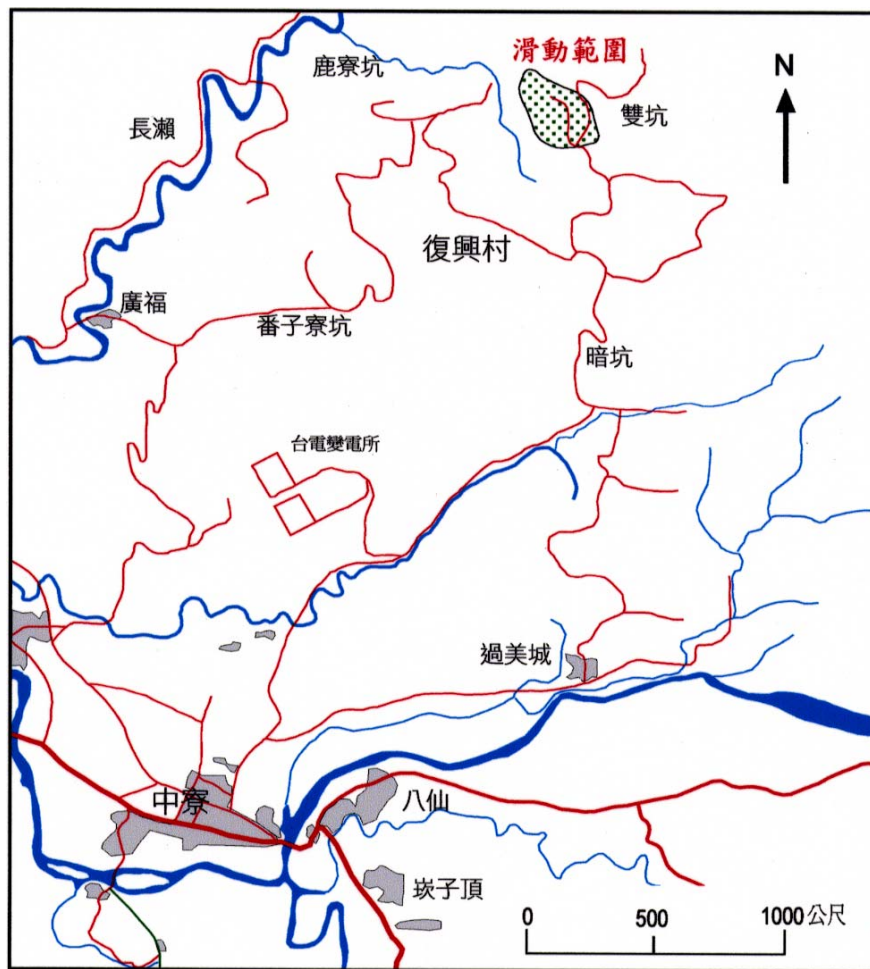 滑動範圍
鹿寮坑
N
雙坑
長瀨
復興村
廣福
番子寮坑
暗坑
台電變電所
過美城
中寮
八仙
崁子頂
0 500 1000公尺